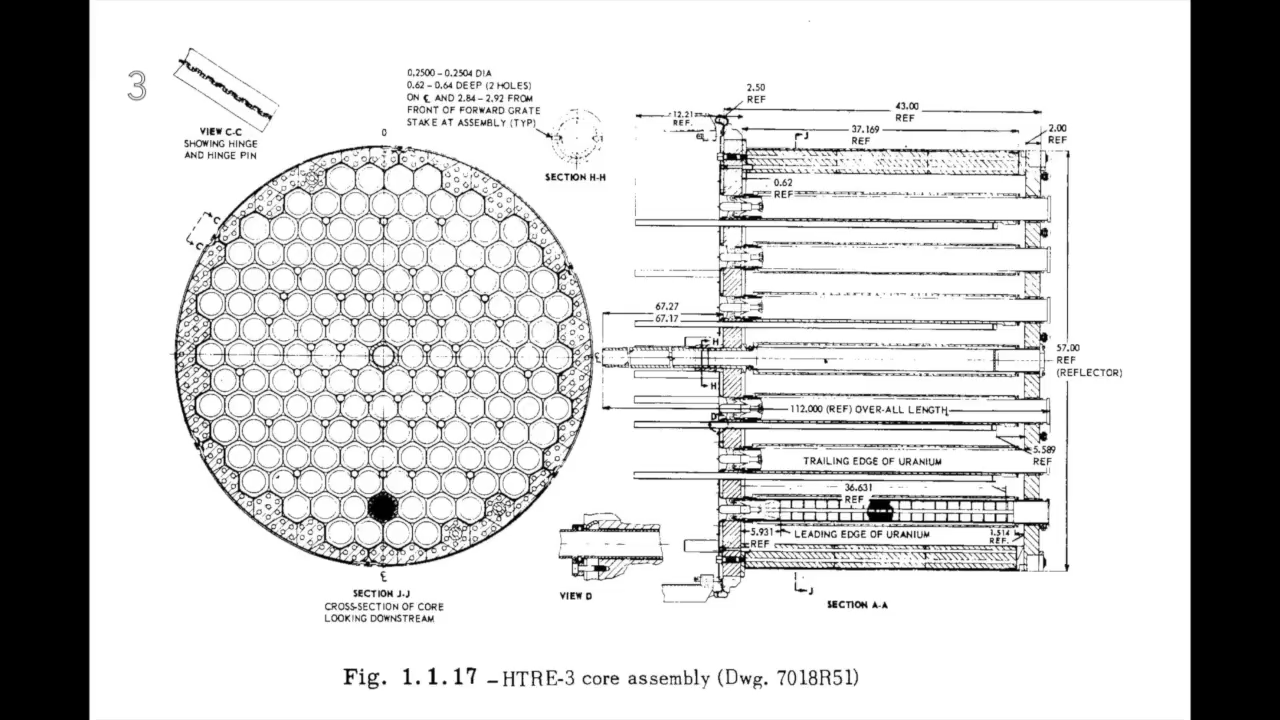 3
VIEW C-C
SHOWING HINGE
AND HINGE PIN
0.2500 - 0.2504 DIA
0.62 - 0.64 DEEP (2 HOLES)
ON ℄ AND 2.84 - 2.92 FROM
FRONT OF FORWARD GRATE
STAKE AT ASSEMBLY (TYP)
SECTION H-H
0
C
C
℄
℄
SECTION J-J
CROSS-SECTION OF CORE
LOOKING DOWNSTREAM
VIEW D
2.50
REF
12.21
REF.
43.00
REF
37.169
REF
2.00
REF
J
0.62
REF
67.27
67.17
H
H
57.00
REF
(REFLECTOR)
112.000 (REF) OVER-ALL LENGTH
D
5.589
REF
TRAILING EDGE OF URANIUM
36.631
REF
5.931
REF
LEADING EDGE OF URANIUM
1.514
REF.
J
SECTION A-A
Fig. 1.1.17 – HTRE-3 core assembly (Dwg. 7018R51)